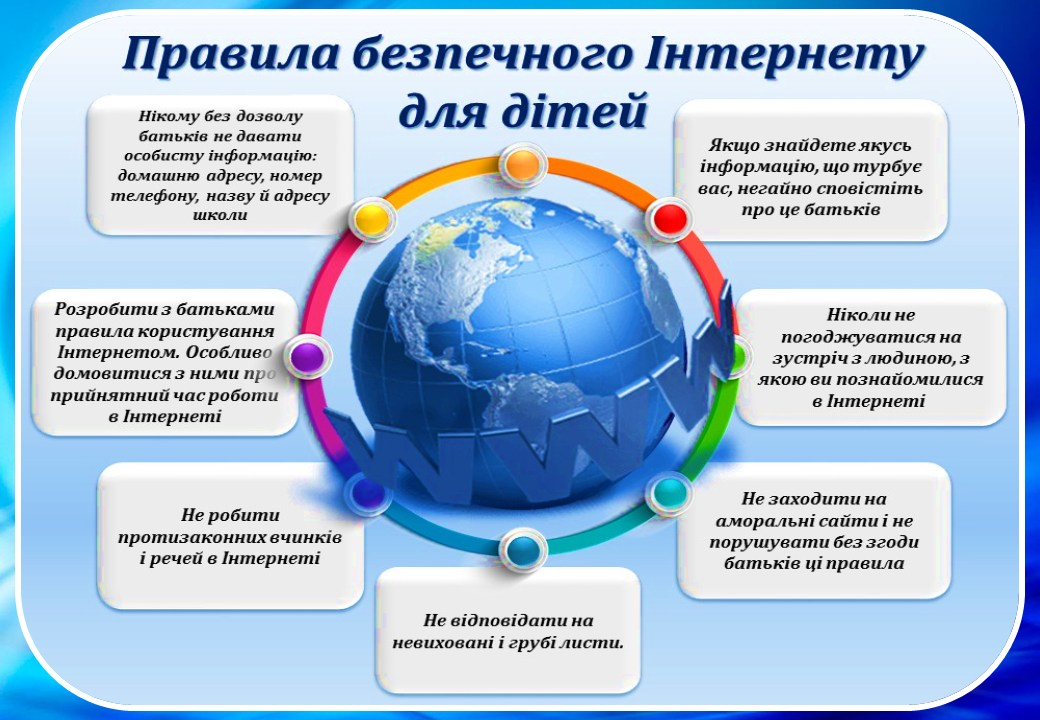 Правила безпечного Інтернету
для дітей
Нікому без дозволу
батьків не давати
особисту інформацію:
домашню адресу, номер
телефону, назву й адресу
школи
Якщо знайдете якусь
інформацію, що турбує
вас, негайно сповістіть
про це батьків
Розробити з батьками
правила користування
Інтернетом. Особливо
домовитися з ними про
прийнятний час роботи
в Інтернеті
Ніколи не
погоджуватися на
зустріч з людиною, з
якою ви познайомилися
в Інтернеті
Не робити
протизаконних вчинків
і речей в Інтернеті
Не заходити на
аморальні сайти і не
порушувати без згоди
батьків ці правила
Не відповідати на
невиховані і грубі листи.
WWW